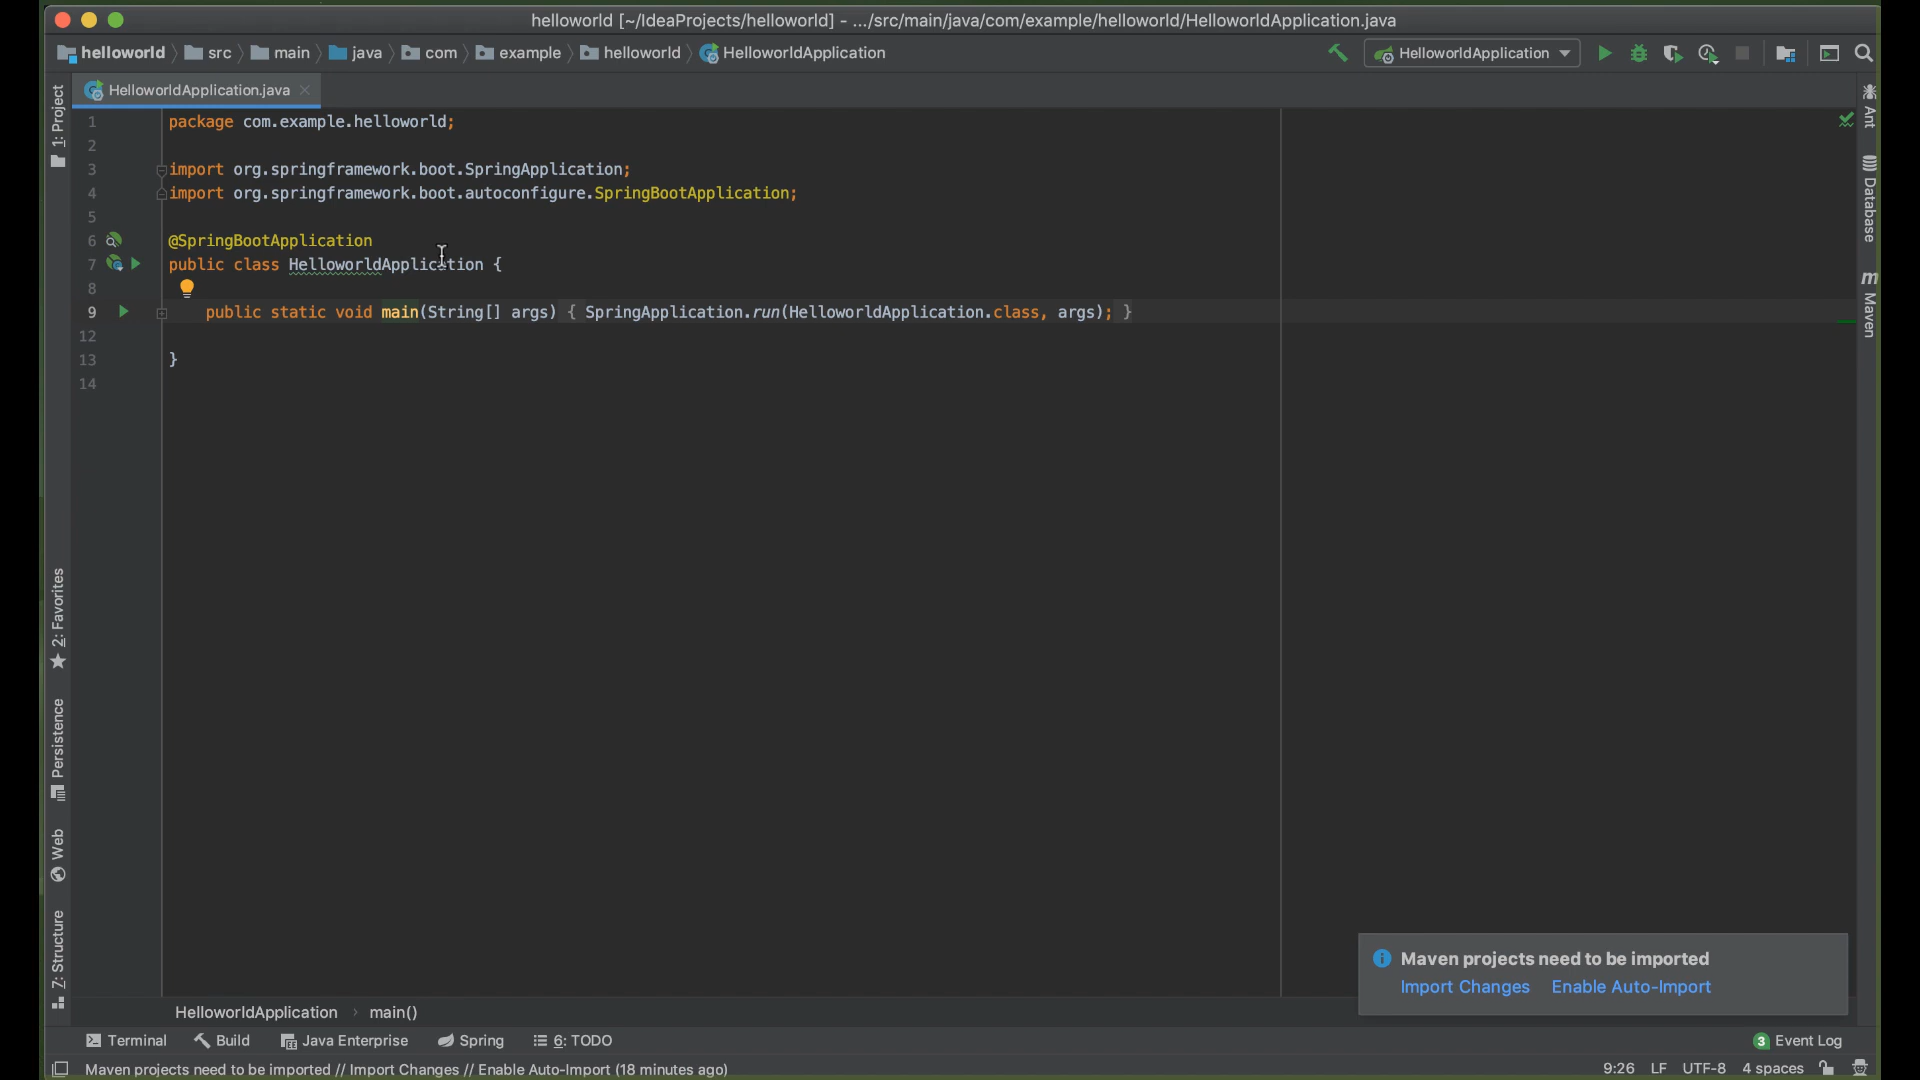 helloworld [~/IdeaProjects/helloworld] - .../src/main/java/com/example/helloworld/HelloworldApplication.java
helloworld src main java com example helloworld HelloworldApplication HelloworldApplication
HelloworldApplication.java
1 package com.example.helloworld;
2
3 import org.springframework.boot.SpringApplication;
4 import org.springframework.boot.autoconfigure.SpringBootApplication;
5
6 @SpringBootApplication
7 public class HelloworldApplication {
8
9 public static void main(String[] args) { SpringApplication.run(HelloworldApplication.class, args); }
12
13 }
14
1: Project
2: Favorites
Persistence
Web
7: Structure
Ant
Database
m Maven
Maven projects need to be imported
Import Changes Enable Auto-Import
HelloworldApplication › main()
Terminal Build Java Enterprise Spring 6: TODO 3 Event Log
Maven projects need to be imported // Import Changes // Enable Auto-Import (18 minutes ago) 9:26 LF UTF-8 4 spaces